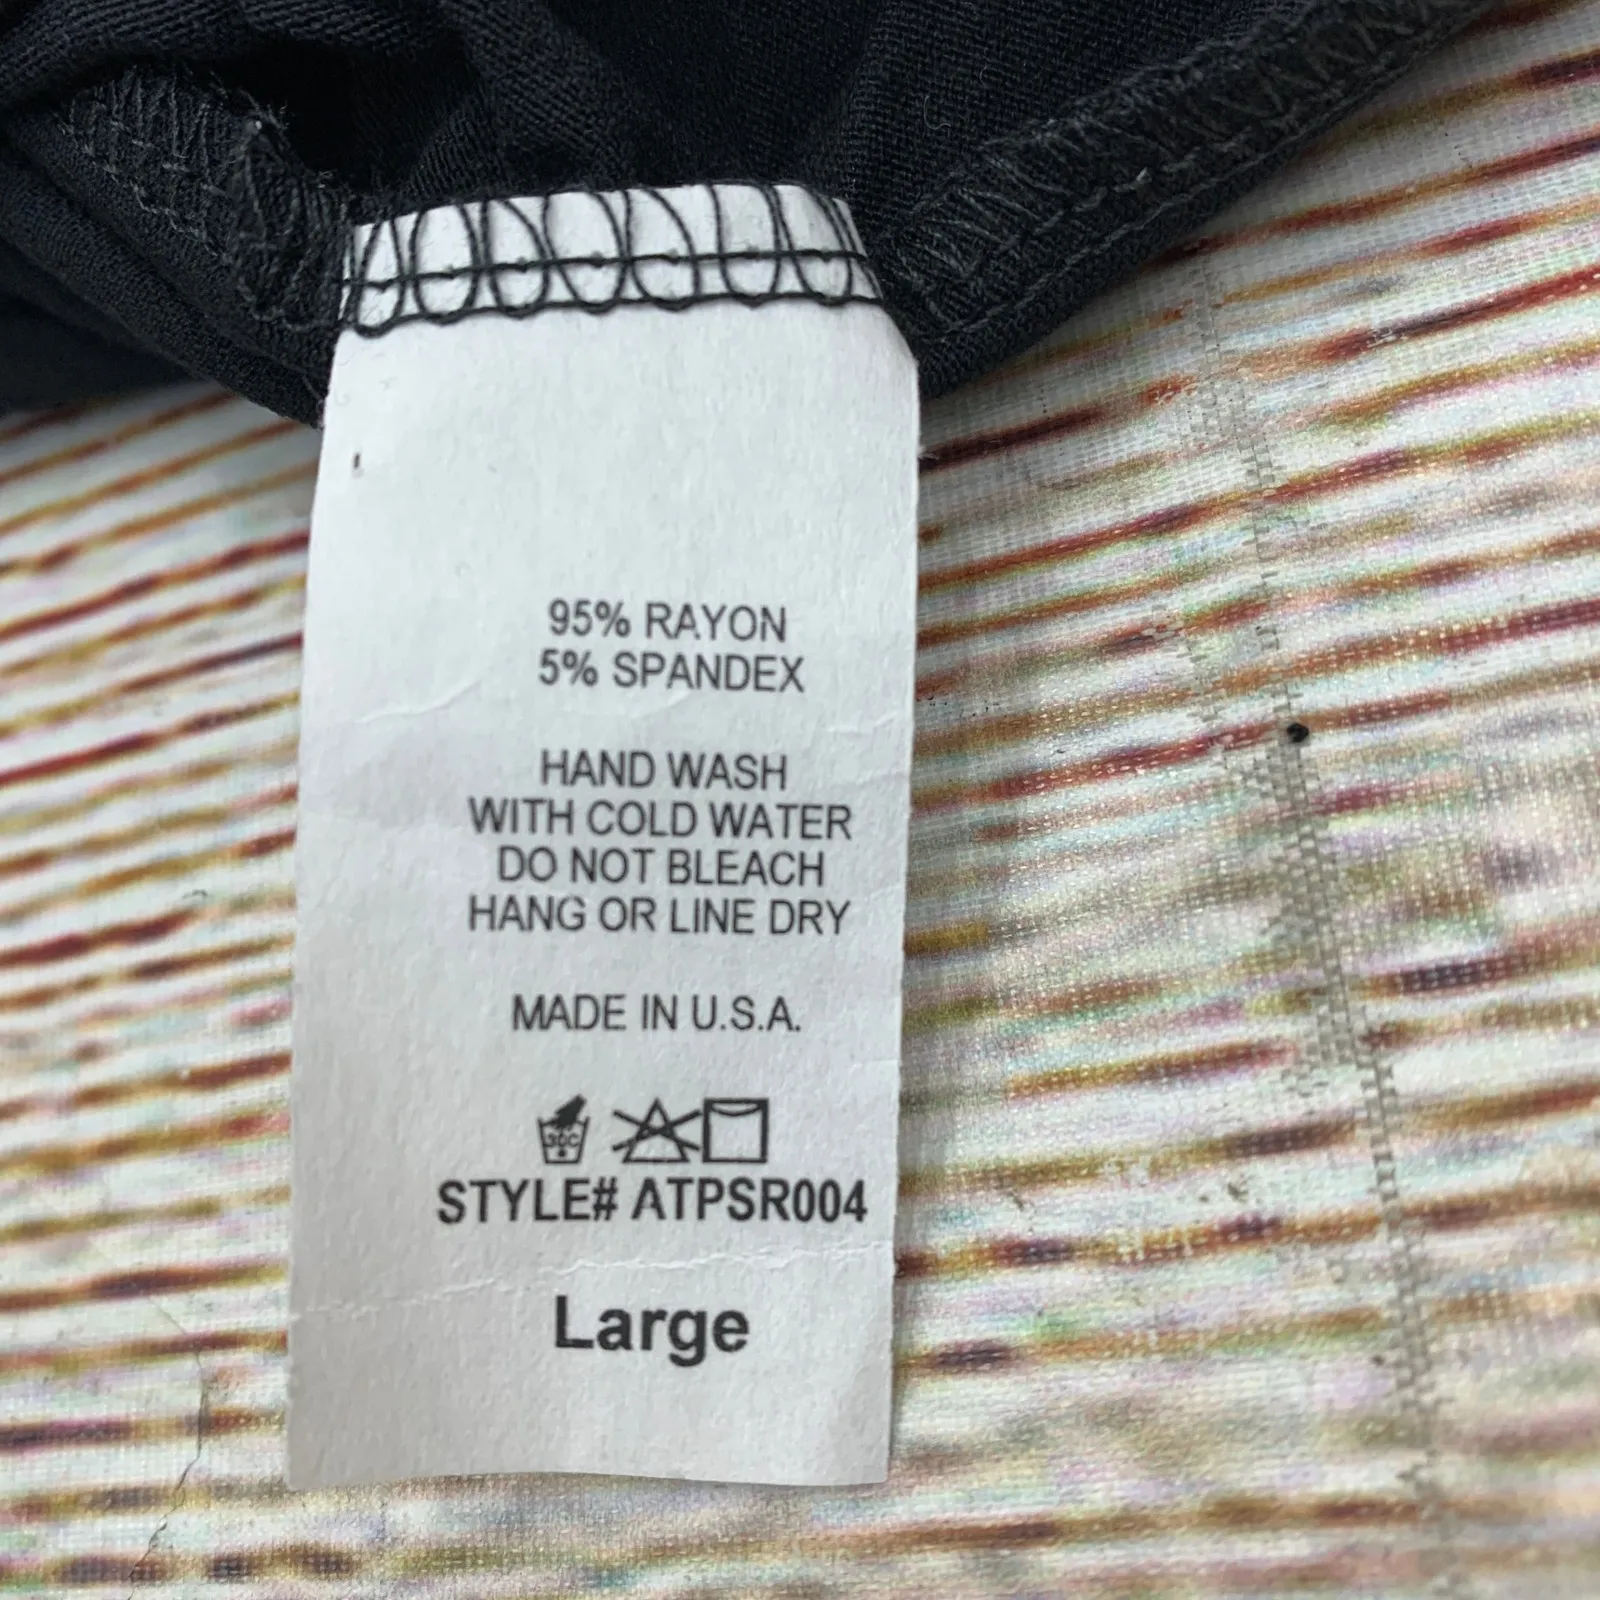 95% RAYON
5% SPANDEX
HAND WASH
WITH COLD WATER
DO NOT BLEACH
HANG OR LINE DRY
MADE IN U.S.A.
30C
STYLE# ATPSR004
Large